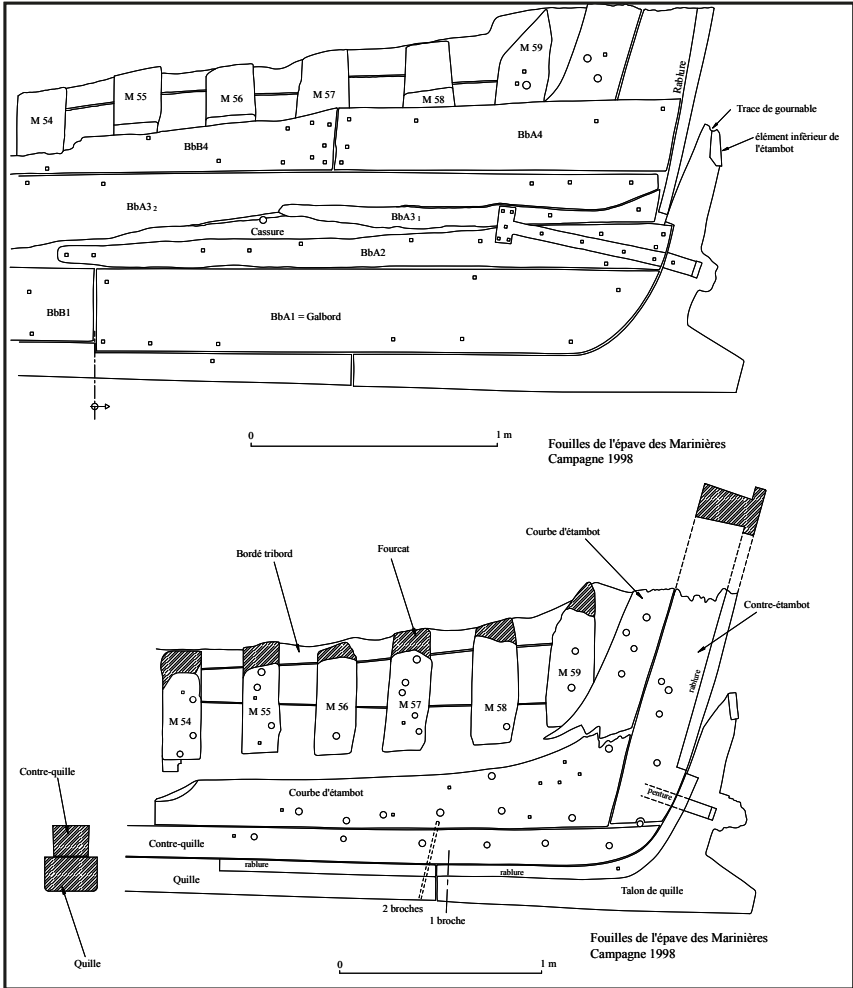 M 59
Rablure
M 55
M 56
M 57
M 54
M 58
Trace de gournable
élément inférieur de
l'étambot
BbB4
BbA4
BbA3 2
BbA3 1
Cassure
BbA2
BbB1
BbA1 = Galbord
0
1 m
Fouilles de l'épave des Marinières
Campagne 1998
Courbe d'étambot
Bordé tribord
Fourcat
Contre-étambot
rablure
M 59
M 54
M 55
M 56
M 57
M 58
Contre-quille
Courbe d'étambot
penture
Contre-quille
rablure
rablure
Quille
Talon de quille
2 broches
1 broche
Quille
Fouilles de l'épave des Marinières
Campagne 1998
0
1 m